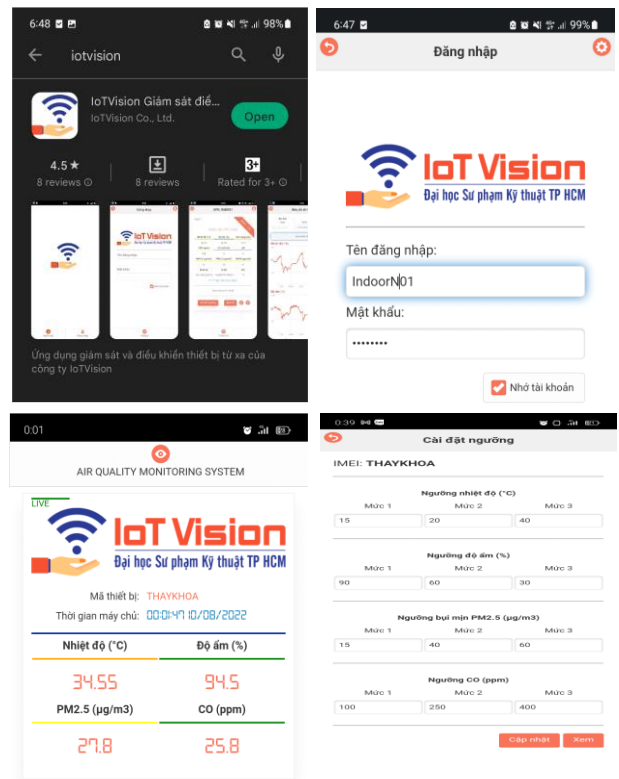 6:48 98%
iotvision
IoTVision Giám sát điề...
IoTVision Co., Ltd.
Open
4.5★
8 reviews
8 reviews
3+
Rated for 3+
Ứng dụng giám sát và điều khiển thiết bị từ xa của
công ty IoTVision
6:47 99%
Đăng nhập
IoT Vision
Đại học Sư phạm Kỹ thuật TP HCM
Tên đăng nhập:
IndoorN01
Mật khẩu:
••••••••
Nhớ tài khoản
0:01
AIR QUALITY MONITORING SYSTEM
LIVE
IoT Vision
Đại học Sư phạm Kỹ thuật TP HCM
Mã thiết bị: THAYKHOA
Thời gian máy chủ: 00:01:47 10/08/2022
Nhiệt độ (°C) Độ ẩm (%)
34.55 94.5
PM2.5 (µg/m3) CO (ppm)
27.8 25.8
0:39
Cài đặt ngưỡng
IMEI: THAYKHOA
Ngưỡng nhiệt độ (°C)
Mức 1 Mức 2 Mức 3
15 20 40
Ngưỡng độ ẩm (%)
Mức 1 Mức 2 Mức 3
90 60 30
Ngưỡng bụi mịn PM2.5 (µg/m3)
Mức 1 Mức 2 Mức 3
15 40 60
Ngưỡng CO (ppm)
Mức 1 Mức 2 Mức 3
100 250 400
Cập nhật Xem